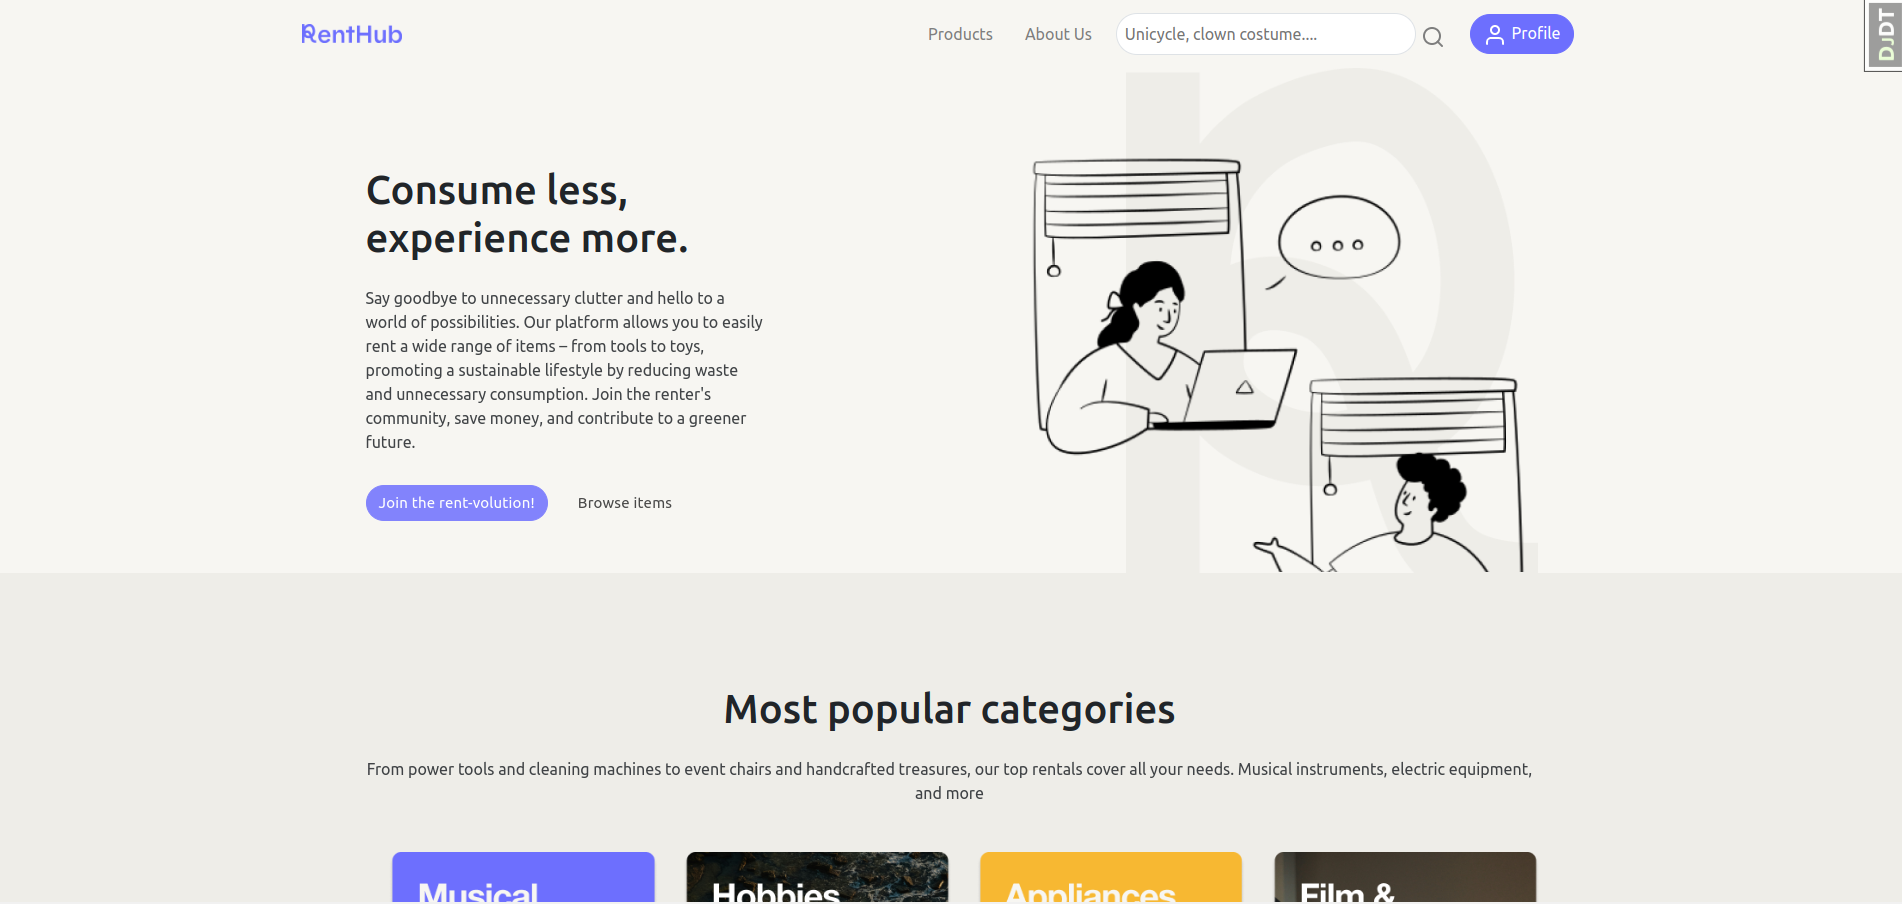 RentHub
Products
About Us
Unicycle, clown costume....
Profile
DJDT
Consume less,
experience more.
Say goodbye to unnecessary clutter and hello to a
world of possibilities. Our platform allows you to easily
rent a wide range of items – from tools to toys,
promoting a sustainable lifestyle by reducing waste
and unnecessary consumption. Join the renter's
community, save money, and contribute to a greener
future.
Join the rent-volution!
Browse items
Most popular categories
From power tools and cleaning machines to event chairs and handcrafted treasures, our top rentals cover all your needs. Musical instruments, electric equipment,
and more
Musical
Hobbies
Appliances
Film &